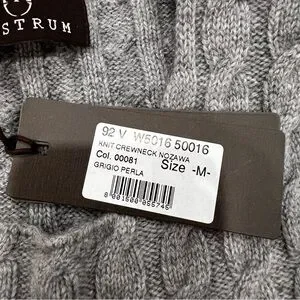 STRUM
92 V W5016 50016
KNIT CREWNECK NOZAWA
Col. 00081 Size -M-
GRIGIO PERLA